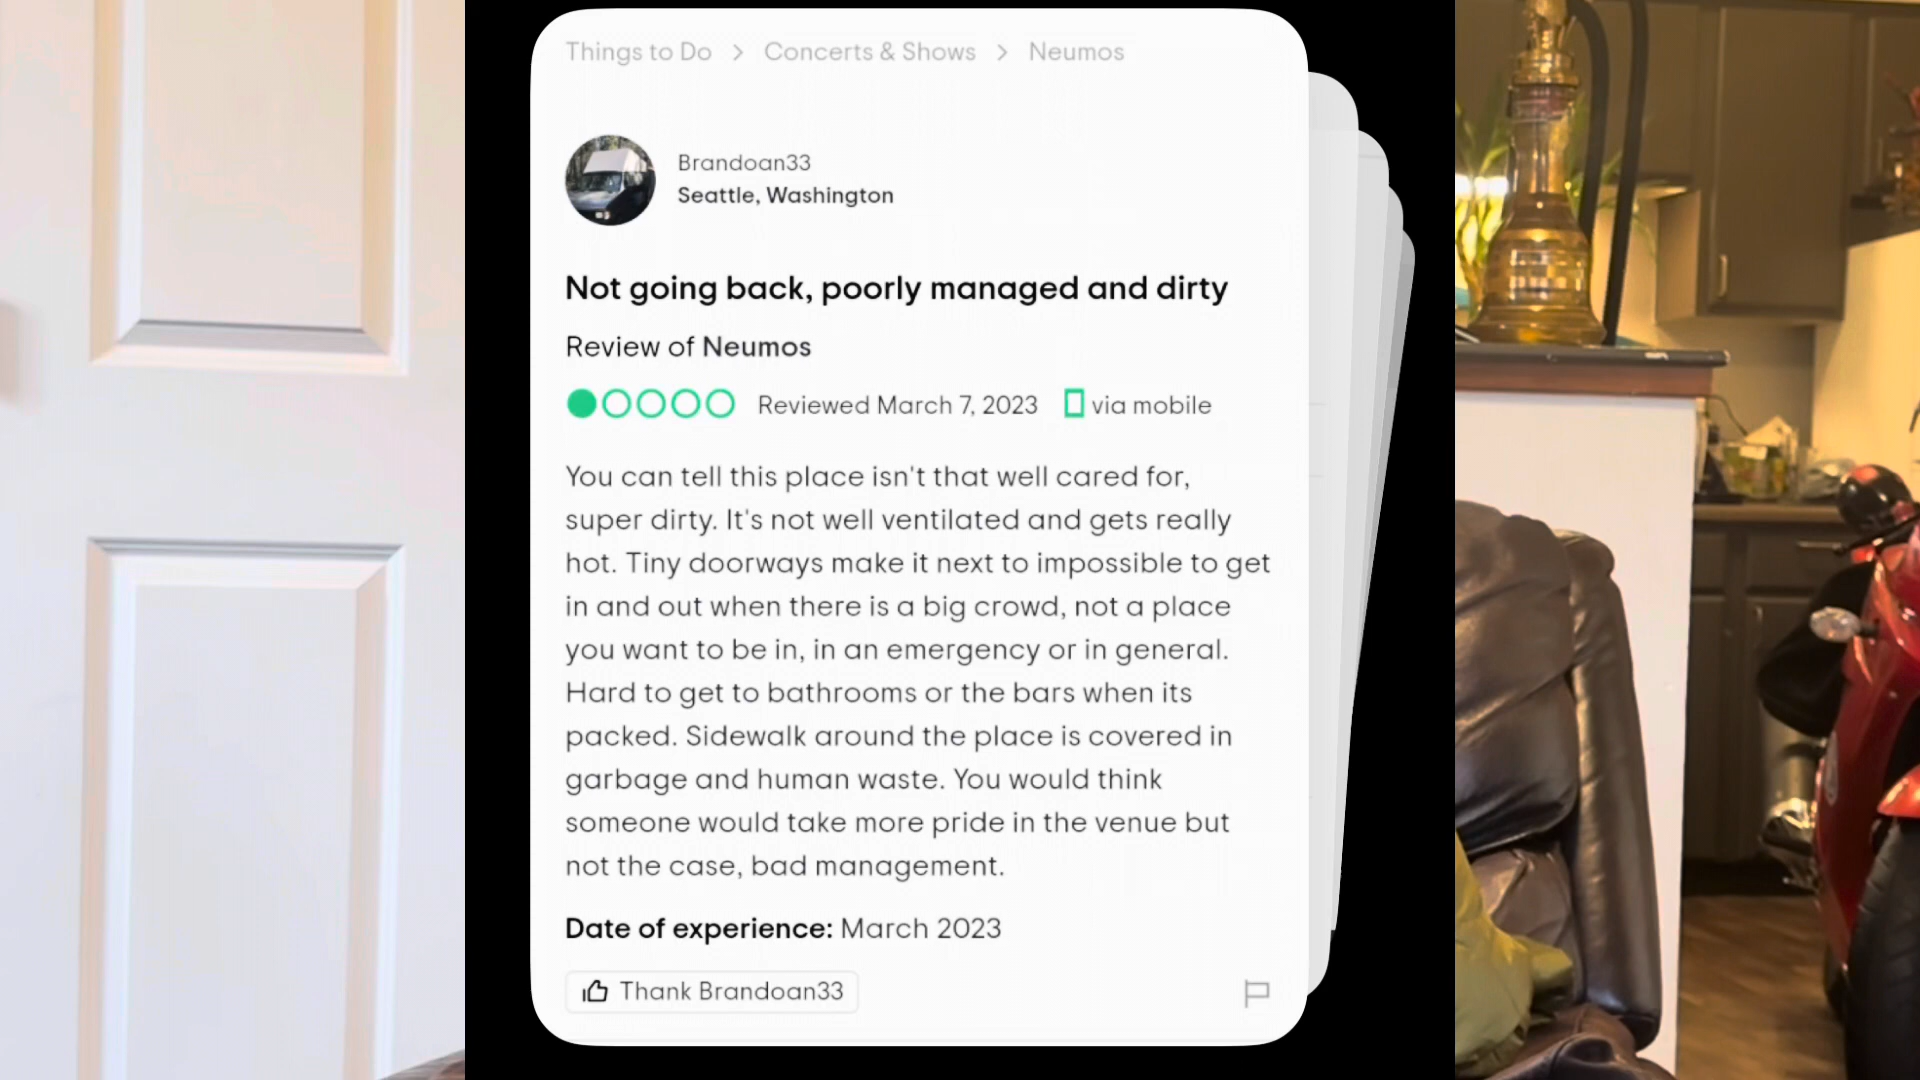 Things to Do > Concerts & Shows > Neumos
Brandoan33
Seattle, Washington
Not going back, poorly managed and dirty
Review of Neumos
Reviewed March 7, 2023 via mobile
You can tell this place isn't that well cared for,
super dirty. It's not well ventilated and gets really
hot. Tiny doorways make it next to impossible to get
in and out when there is a big crowd, not a place
you want to be in, in an emergency or in general.
Hard to get to bathrooms or the bars when its
packed. Sidewalk around the place is covered in
garbage and human waste. You would think
someone would take more pride in the venue but
not the case, bad management.
Date of experience: March 2023
Thank Brandoan33